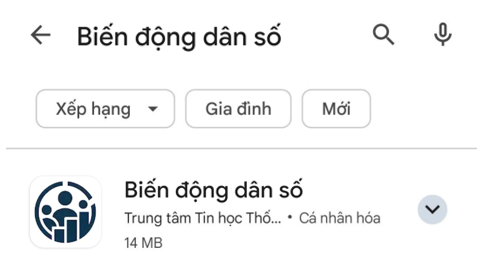 Biến động dân số
Xếp hạng Gia đình Mới
Biến động dân số
Trung tâm Tin học Thố... • Cá nhân hóa
14 MB